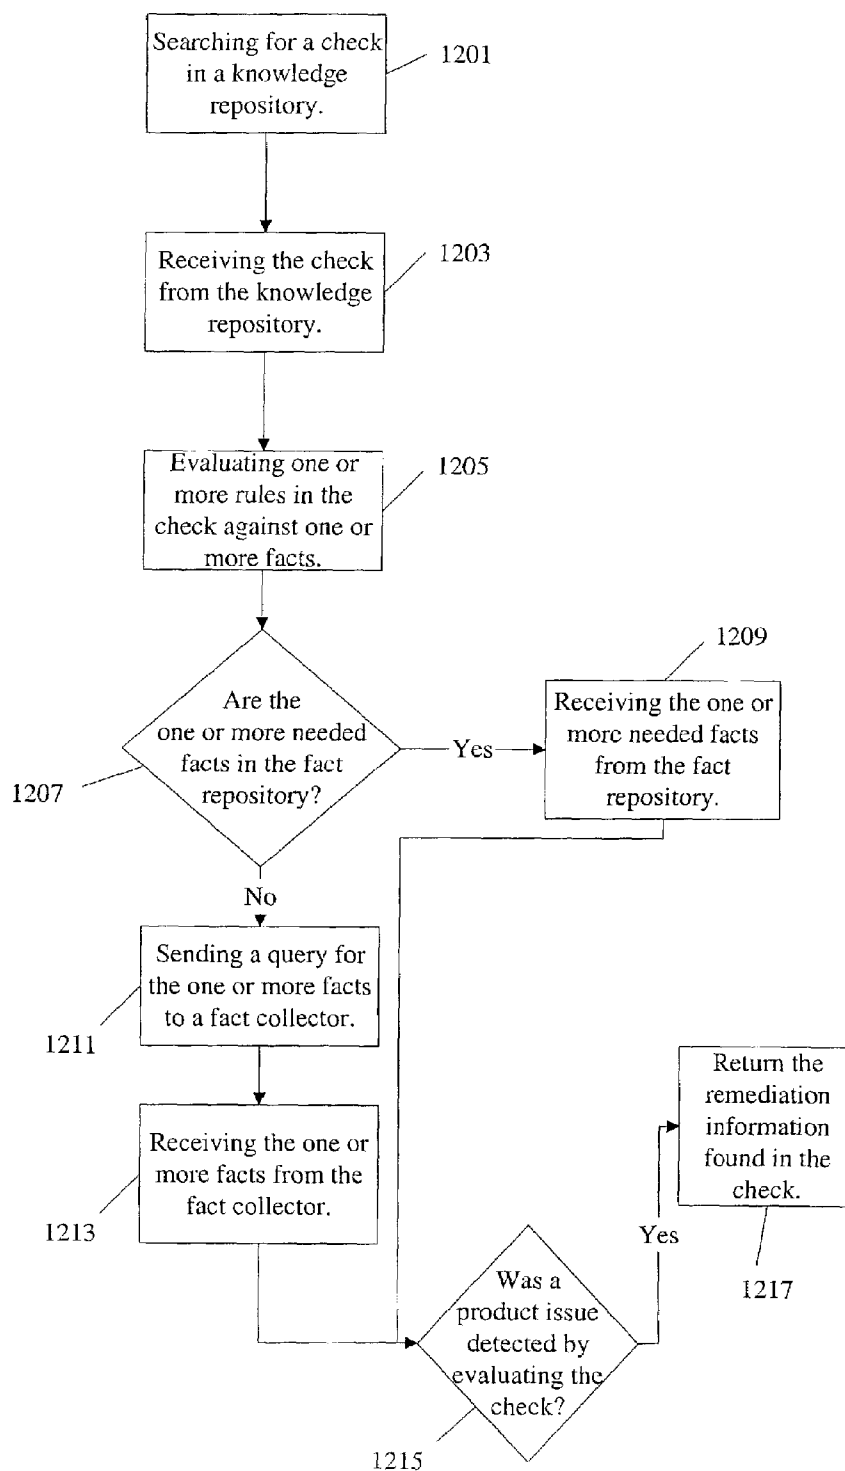 Searching for a check
in a knowledge
repository.
1201
Receiving the check
from the knowledge
repository.
1203
Evaluating one or
more rules in the
check against one or
more facts.
1205
Are the
one or more needed
facts in the fact
repository?
1207
Yes
1209
Receiving the one or
more needed facts
from the fact
repository.
No
Sending a query for
the one or more facts
to a fact collector.
1211
Receiving the one or
more facts from the
fact collector.
1213
Was a
product issue
detected by
evaluating the
check?
1215
Yes
Return the
remediation
information
found in the
check.
1217